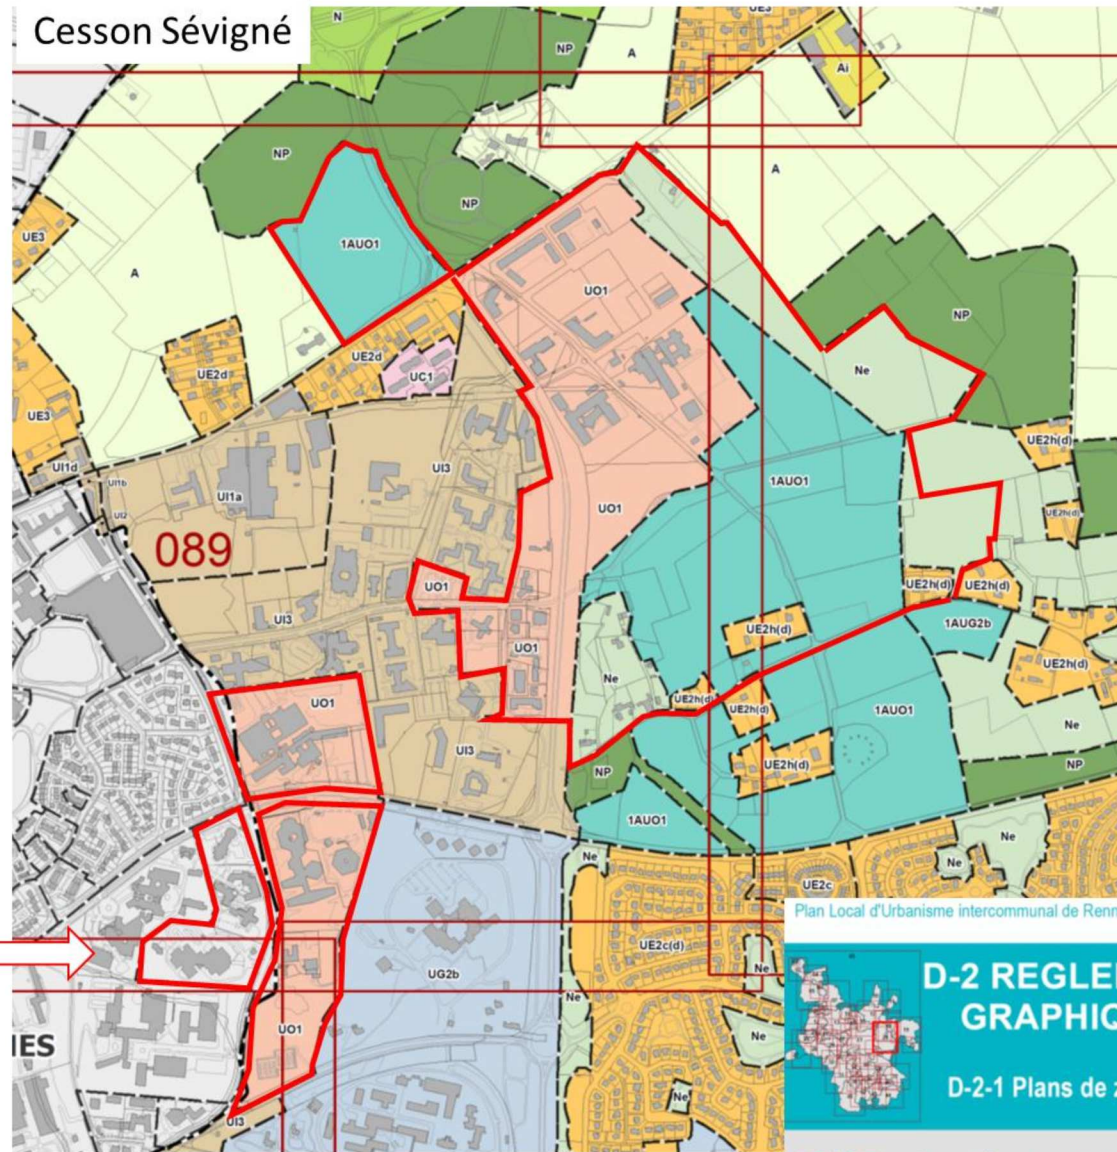 Cesson Sévigné
N
UE3
NP
A
Ai
NP
A
NP
UE3
1AUO1
A
UO1
NP
UE2d
Ne
UC1
UE2d
UE3
UE2h(d)
UI1d
UI3
UI1b
UI1a
1AUO1
UI2
UO1
UE2h(d)
089
UO1
UE2h(d)
UE2h(d)
UI3
1AUG2b
UE2h(d)
UO1
UE2h(d)
Ne
UO1
UE2h(d)
UE2h(d)
1AUO1
Ne
UI3
UE2h(d)
NP
NP
1AUO1
Ne
Ne
Ne
UE2c
Plan Local d'Urbanisme intercommunal de Renn
UE2c(d)
Ne
UG2b
D-2 REGLE
Ne
GRAPHIQ
UO1
Ne
NES
D-2-1 Plans de
Ne
UI3